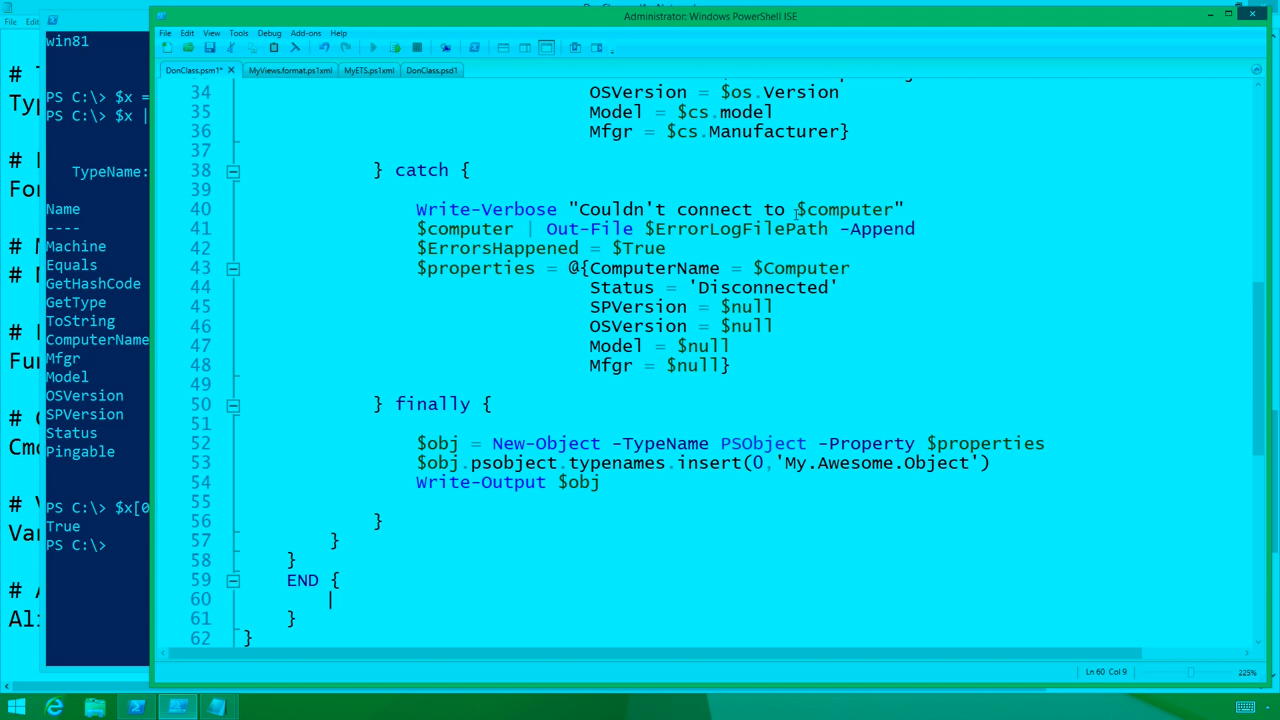 Administrator: Windows PowerShell ISE
File Edit View Tools Debug Add-ons Help
DonClass.psm1* MyViews.format.ps1xml MyETS.ps1xml DonClass.psd1
34 OSVersion = $os.Version
35 Model = $cs.model
36 Mfgr = $cs.Manufacturer}
37
38 } catch {
39
40 Write-Verbose "Couldn't connect to $computer"
41 $computer | Out-File $ErrorLogFilePath -Append
42 $ErrorsHappened = $True
43 $properties = @{ComputerName = $Computer
44 Status = 'Disconnected'
45 SPVersion = $null
46 OSVersion = $null
47 Model = $null
48 Mfgr = $null}
49
50 } finally {
51
52 $obj = New-Object -TypeName PSObject -Property $properties
53 $obj.psobject.typenames.insert(0,'My.Awesome.Object')
54 Write-Output $obj
55
56 }
57 }
58 }
59 END {
60
61 }
62 }
Ln 60 Col 9
225%
File Edit
win81
PS C:\> $x =
PS C:\> $x |
TypeName:
Name
----
Machine
Equals
GetHashCode
GetType
ToString
ComputerName
Mfgr
Model
OSVersion
SPVersion
Status
Pingable
PS C:\> $x[0
True
PS C:\>